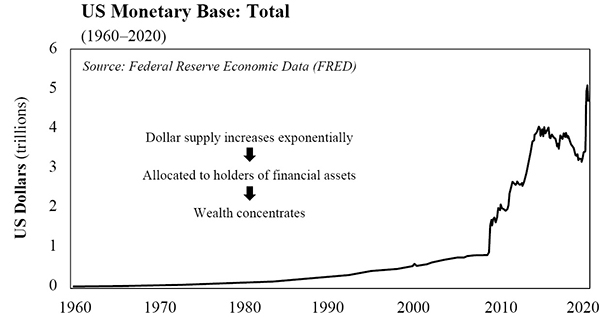 US Monetary Base: Total
(1960–2020)
Source: Federal Reserve Economic Data (FRED)
US Dollars (trillions)
6
5
4
3
2
1
0
Dollar supply increases exponentially
Allocated to holders of financial assets
Wealth concentrates
1960 1970 1980 1990 2000 2010 2020